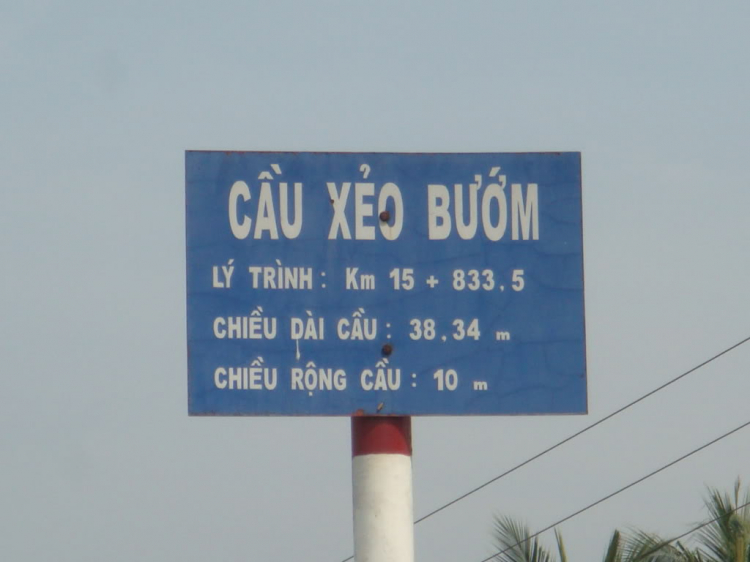 CẦU XẺO BƯỚM
LÝ TRÌNH : Km 15 + 833.5
CHIỀU DÀI CẦU : 38.34 m
CHIỀU RỘNG CẦU : 10 m